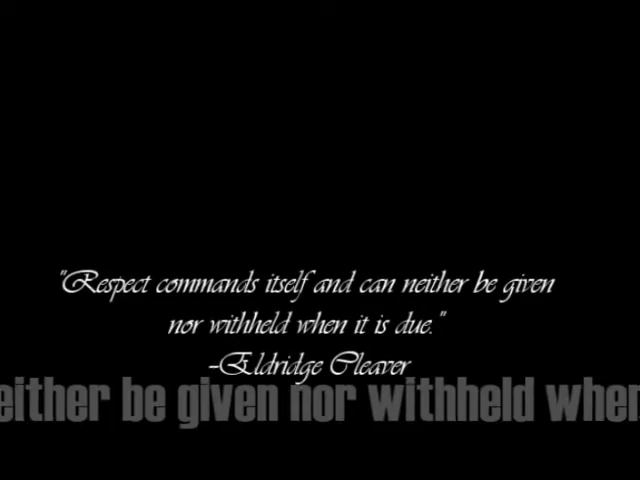 "Respect commands itself and can neither be given
nor withheld when it is due."
-Eldridge Cleaver
either be given nor withheld when